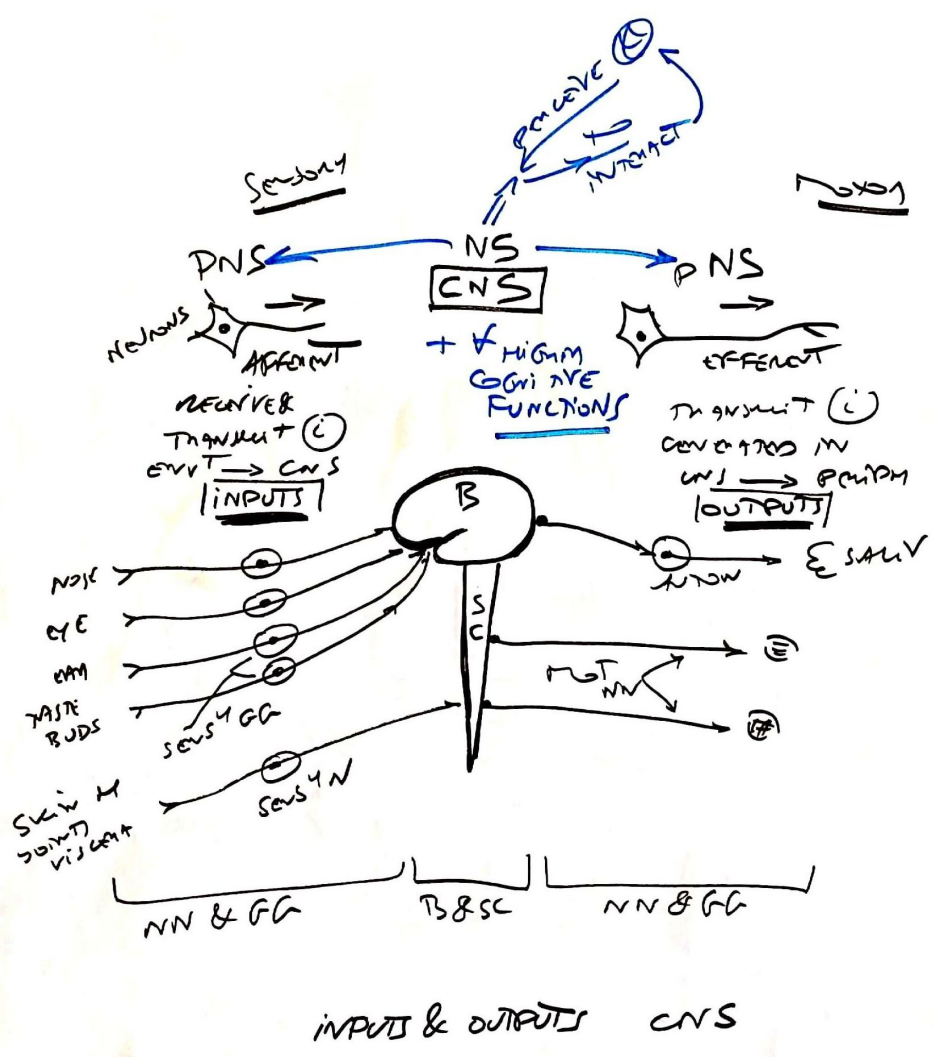 PERCEIVE
INTERACT
SENSORY
MOTOR
PNS
NS
PNS
CNS
NEURONS
AFFERENT
EFFERENT
+ ∀ HIGHER
COGNITIVE
FUNCTIONS
RECEIVE &
TRANSMIT (i)
ENVT → CNS
INPUTS
TRANSMIT (i)
GENERATED IN
CNS → PERIPH
OUTPUTS
B
NOSE
EYE
EAR
TASTE
BUDS
SENSY GG
SC
AUTON
SALIV
MOT NN
SKIN M
JOINTS
VISCERA
SENSY N
NN & GG
B & SC
NN & GG
INPUTS & OUTPUTS CNS